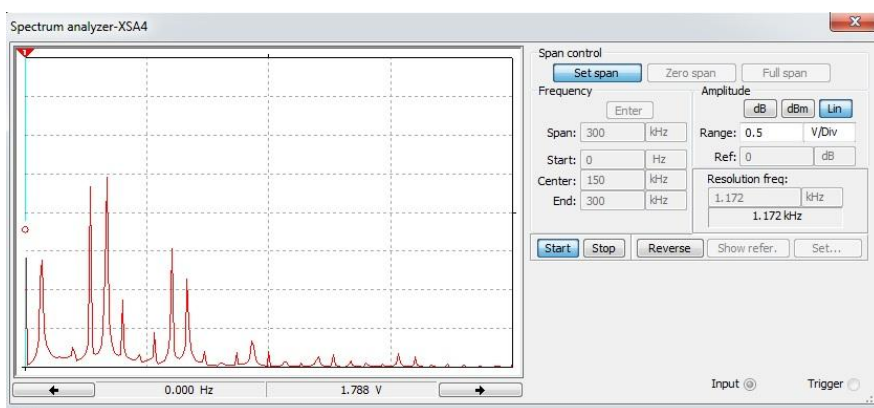 Spectrum analyzer-XSA4
x
1
Span control
Set span Zero span Full span
Frequency
Enter
Span: 300 kHz
Start: 0 Hz
Center: 150 kHz
End: 300 kHz
Amplitude
dB dBm Lin
Range: 0.5 V/Div
Ref: 0 dB
Resolution freq:
1.172 kHz
1.172 kHz
Start Stop Reverse Show refer. Set...
0.000 Hz 1.788 V
Input Trigger